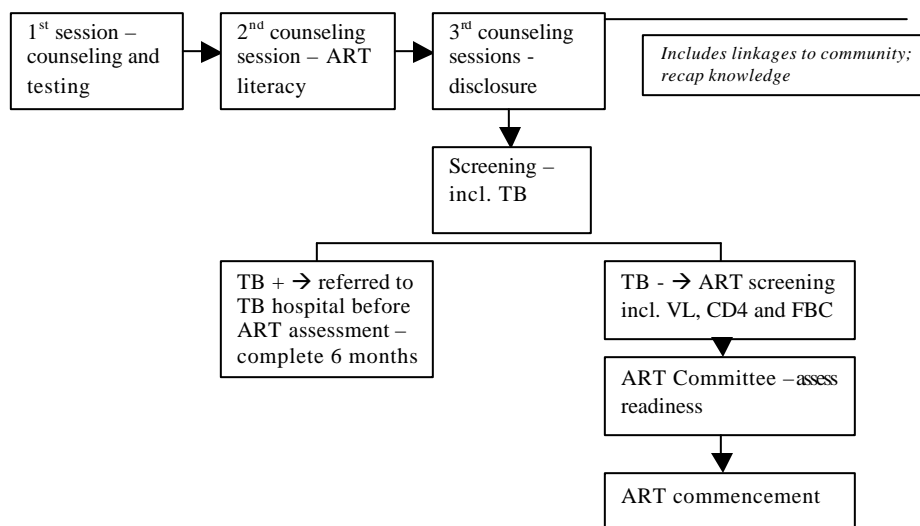 1st session –
counseling and
testing
2nd counseling
session – ART
literacy
3rd counseling
sessions -
disclosure
Includes linkages to community;
recap knowledge
Screening –
incl. TB
TB + → referred to
TB hospital before
ART assessment –
complete 6 months
TB - → ART screening
incl. VL, CD4 and FBC
ART Committee – assess
readiness
ART commencement